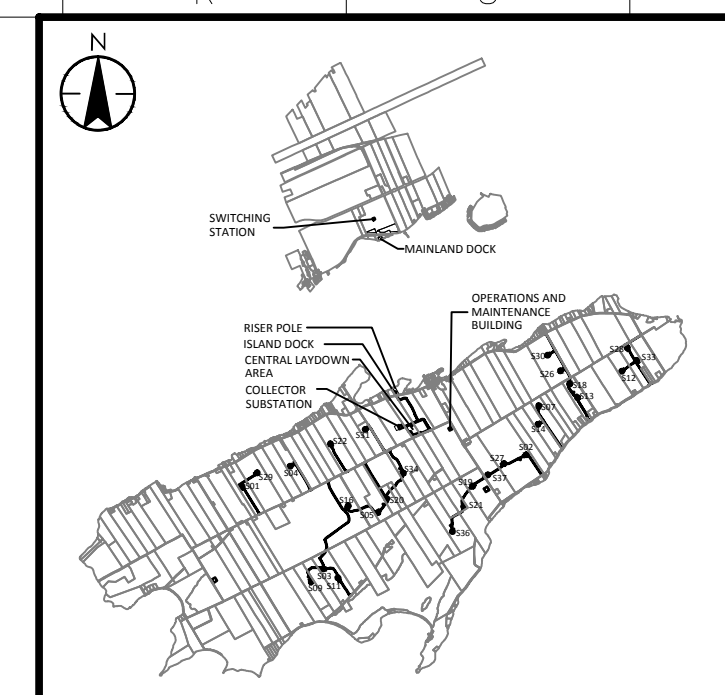 N
SWITCHING
STATION
MAINLAND DOCK
OPERATIONS AND
MAINTENANCE
BUILDING
RISER POLE
ISLAND DOCK
CENTRAL LAYDOWN
AREA
COLLECTOR
SUBSTATION
S28
S30
S33
S26
S12
S18
S13
S07
S14
S31
S22
S02
S27
S04
S29
S01
S34
S37
S19
S20
S16
S05
S21
S36
S03
S09
S11